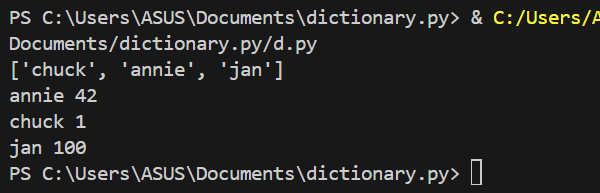 PS C:\Users\ASUS\Documents\dictionary.py> & C:/Users/A
Documents/dictionary.py/d.py
['chuck', 'annie', 'jan']
annie 42
chuck 1
jan 100
PS C:\Users\ASUS\Documents\dictionary.py>